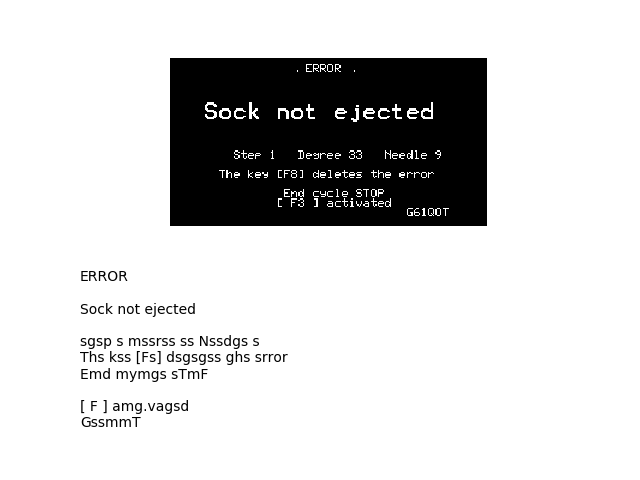 . ERROR .
Sock not ejected
Step 1 Degree 33 Needle 9
The key [F8] deletes the error
End cycle STOP
[ F3 ] activated
G61Q0T
ERROR
Sock not ejected
sgsp s mssrss ss Nssdgs s
Ths kss [Fs] dsgsgss ghs srror
Emd mymgs sTmF
[ F ] amg.vagsd
GssmmT